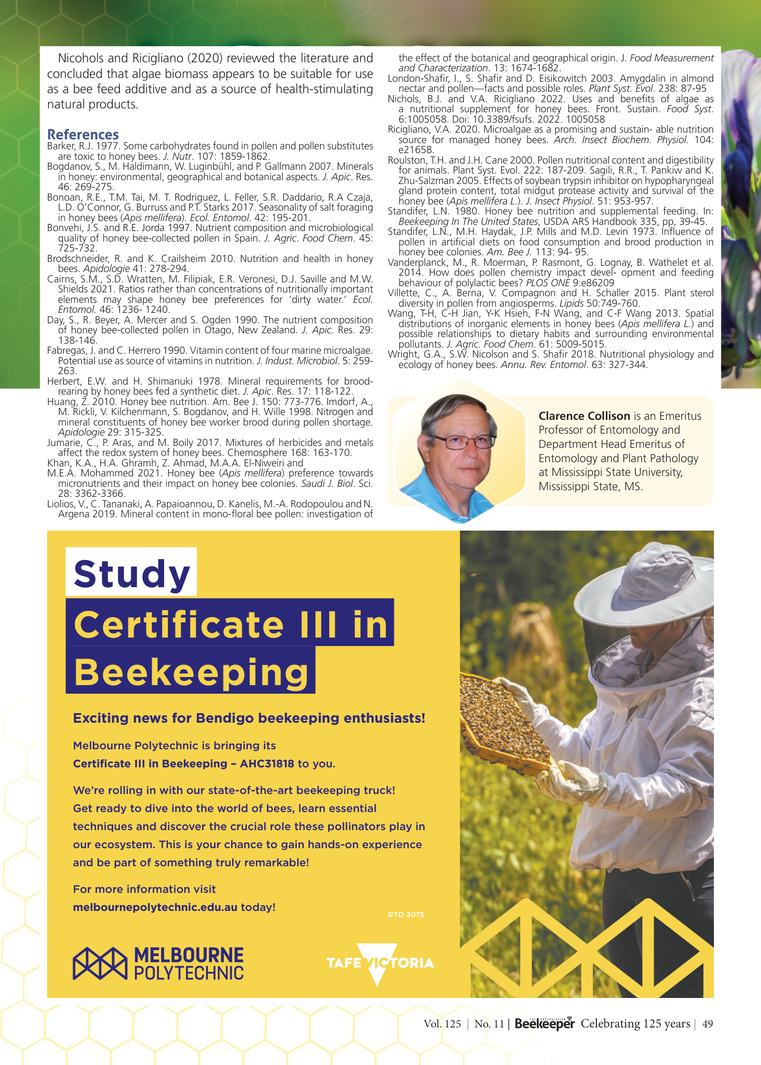 Nicohols and Ricigliano (2020) reviewed the literature and
concluded that algae biomass appears to be suitable for use
as a bee feed additive and as a source of health-stimulating
natural products.
References
Barker, R.J. 1977. Some carbohydrates found in pollen and pollen substitutes
are toxic to honey bees. J. Nutr. 107: 1859-1862.
Bogdanov, S., M. Haldimann, W. Luginbühl, and P. Gallmann 2007. Minerals
in honey: environmental, geographical and botanical aspects. J. Apic. Res.
46: 269-275.
Bonoan, R.E., T.M. Tai, M. T. Rodriguez, L. Feller, S.R. Daddario, R.A Czaja,
L.D. O'Connor, G. Burruss and P.T. Starks 2017. Seasonality of salt foraging
in honey bees (Apis mellifera). Ecol. Entomol. 42: 195-201.
Bonvehi, J.S. and R.E. Jorda 1997. Nutrient composition and microbiological
quality of honey bee-collected pollen in Spain. J. Agric. Food Chem. 45:
725-732.
Brodschneider, R. and K. Crailsheim 2010. Nutrition and health in honey
bees. Apidologie 41: 278-294.
Cairns, S.M., S.D. Wratten, M. Filipiak, E.R. Veronesi, D.J. Saville and M.W.
Shields 2021. Ratios rather than concentrations of nutritionally important
elements may shape honey bee preferences for 'dirty water.' Ecol.
Entomol. 46: 1236- 1240.
Day, S., R. Beyer, A. Mercer and S. Ogden 1990. The nutrient composition
of honey bee-collected pollen in Otago, New Zealand. J. Apic. Res. 29:
138-146.
Fabregas, J. and C. Herrero 1990. Vitamin content of four marine microalgae.
Potential use as source of vitamins in nutrition. J. Indust. Microbiol. 5: 259-
263.
Herbert, E.W. and H. Shimanuki 1978. Mineral requirements for brood-
rearing by honey bees fed a synthetic diet. J. Apic. Res. 17: 118-122.
Huang, Z. 2010. Honey bee nutrition. Am. Bee J. 150: 773-776. Imdorf, A.,
M. Rickli, V. Kilchenmann, S. Bogdanov, and H. Wille 1998. Nitrogen and
mineral constituents of honey bee worker brood during pollen shortage.
Apidologie 29: 315-325.
Jumarie, C., P. Aras, and M. Boily 2017. Mixtures of herbicides and metals
affect the redox system of honey bees. Chemosphere 168: 163-170.
Khan, K.A., H.A. Ghramh, Z. Ahmad, M.A.A. El-Niweiri and
M.E.A. Mohammed 2021. Honey bee (Apis mellifera) preference towards
micronutrients and their impact on honey bee colonies. Saudi J. Biol. Sci.
28: 3362-3366.
Liolios, V., C. Tananaki, A. Papaioannou, D. Kanelis, M.-A. Rodopoulou and N.
Argena 2019. Mineral content in mono-floral bee pollen: investigation of
the effect of the botanical and geographical origin. J. Food Measurement
and Characterization. 13: 1674-1682.
London-Shafir, I., S. Shafir and D. Eisikowitch 2003. Amygdalin in almond
nectar and pollen—facts and possible roles. Plant Syst. Evol. 238: 87-95
Nichols, B.J. and V.A. Ricigliano 2022. Uses and benefits of algae as
a nutritional supplement for honey bees. Front. Sustain. Food Syst.
6:1005058. Doi: 10.3389/fsufs. 2022. 1005058
Ricigliano, V.A. 2020. Microalgae as a promising and sustain- able nutrition
source for managed honey bees. Arch. Insect Biochem. Physiol. 104:
e21658.
Roulston, T.H. and J.H. Cane 2000. Pollen nutritional content and digestibility
for animals. Plant Syst. Evol. 222: 187-209. Sagili, R.R., T. Pankiw and K.
Zhu-Salzman 2005. Effects of soybean trypsin inhibitor on hypopharyngeal
gland protein content, total midgut protease activity and survival of the
honey bee (Apis mellifera L.). J. Insect Physiol. 51: 953-957.
Standifer, L.N. 1980. Honey bee nutrition and supplemental feeding. In:
Beekeeping In The United States, USDA ARS Handbook 335, pp, 39-45.
Standifer, L.N., M.H. Haydak, J.P. Mills and M.D. Levin 1973. Influence of
pollen in artificial diets on food consumption and brood production in
honey bee colonies. Am. Bee J. 113: 94- 95.
Vanderplanck, M., R. Moerman, P. Rasmont, G. Lognay, B. Wathelet et al.
2014. How does pollen chemistry impact devel- opment and feeding
behaviour of polylactic bees? PLOS ONE 9:e86209
Villette, C., A. Berna, V. Compagnon and H. Schaller 2015. Plant sterol
diversity in pollen from angiosperms. Lipids 50:749-760.
Wang, T-H, C-H Jian, Y-K Hsieh, F-N Wang, and C-F Wang 2013. Spatial
distributions of inorganic elements in honey bees (Apis mellifera L.) and
possible relationships to dietary habits and surrounding environmental
pollutants. J. Agric. Food Chem. 61: 5009-5015.
Wright, G.A., S.W. Nicolson and S. Shafir 2018. Nutritional physiology and
ecology of honey bees. Annu. Rev. Entomol. 63: 327-344.
Clarence Collison is an Emeritus
Professor of Entomology and
Department Head Emeritus of
Entomology and Plant Pathology
at Mississippi State University,
Mississippi State, MS.
Study
Certificate III in
Beekeeping
Exciting news for Bendigo beekeeping enthusiasts!
Melbourne Polytechnic is bringing its
Certificate III in Beekeeping – AHC31818 to you.
We're rolling in with our state-of-the-art beekeeping truck!
Get ready to dive into the world of bees, learn essential
techniques and discover the crucial role these pollinators play in
our ecosystem. This is your chance to gain hands-on experience
and be part of something truly remarkable!
For more information visit
melbournepolytechnic.edu.au today!
RTO 3075
MELBOURNE
POLYTECHNIC
TAFE VICTORIA
Vol. 125 | No. 11 | Beekeeper Celebrating 125 years | 49